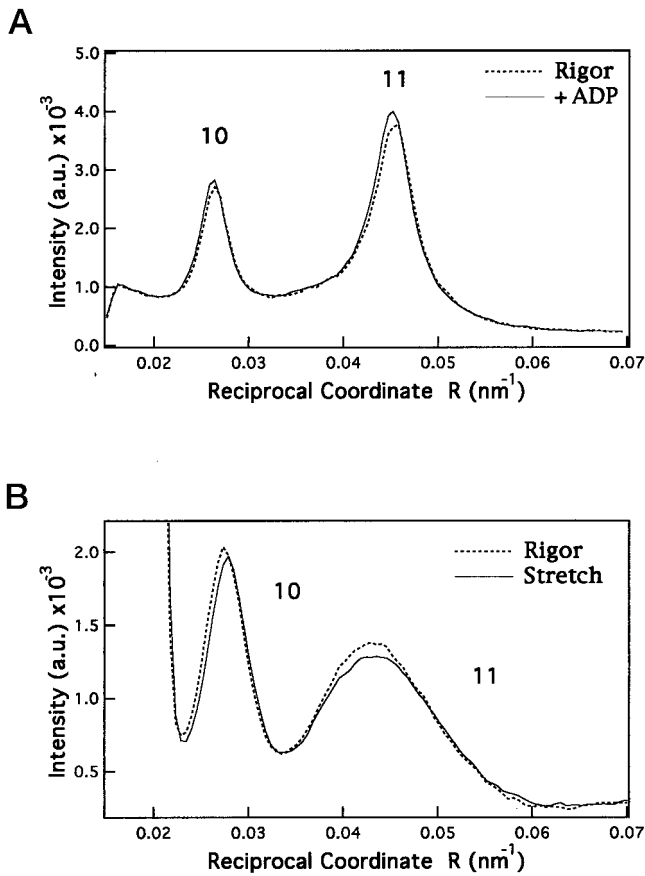 A
5.0
4.0
3.0
2.0
1.0
0.0
Intensity (a.u.) x10⁻³
10
11
Rigor
+ ADP
0.02 0.03 0.04 0.05 0.06 0.07
Reciprocal Coordinate R (nm⁻¹)
B
2.0
1.5
1.0
0.5
Intensity (a.u.) x10⁻³
10
11
Rigor
Stretch
0.02 0.03 0.04 0.05 0.06 0.07
Reciprocal Coordinate R (nm⁻¹)